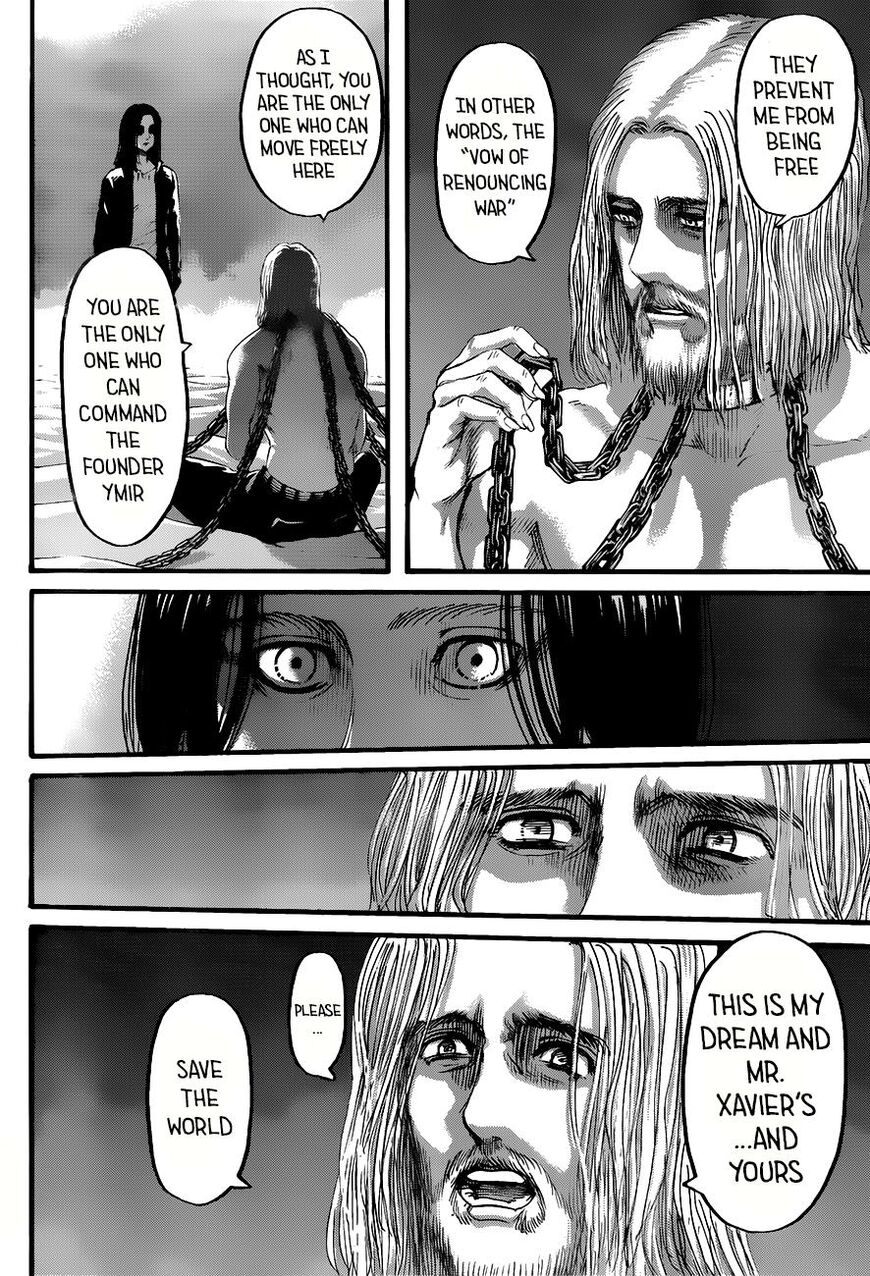 THEY
PREVENT
ME FROM
BEING
FREE
IN OTHER
WORDS, THE
"VOW OF
RENOUNCING
WAR"
AS I
THOUGHT, YOU
ARE THE ONLY
ONE WHO CAN
MOVE FREELY
HERE
YOU ARE
THE ONLY
ONE WHO
CAN
COMMAND
THE
FOUNDER
YMIR
THIS IS MY
DREAM AND
MR.
XAVIER'S
...AND
YOURS
PLEASE
...
SAVE
THE
WORLD